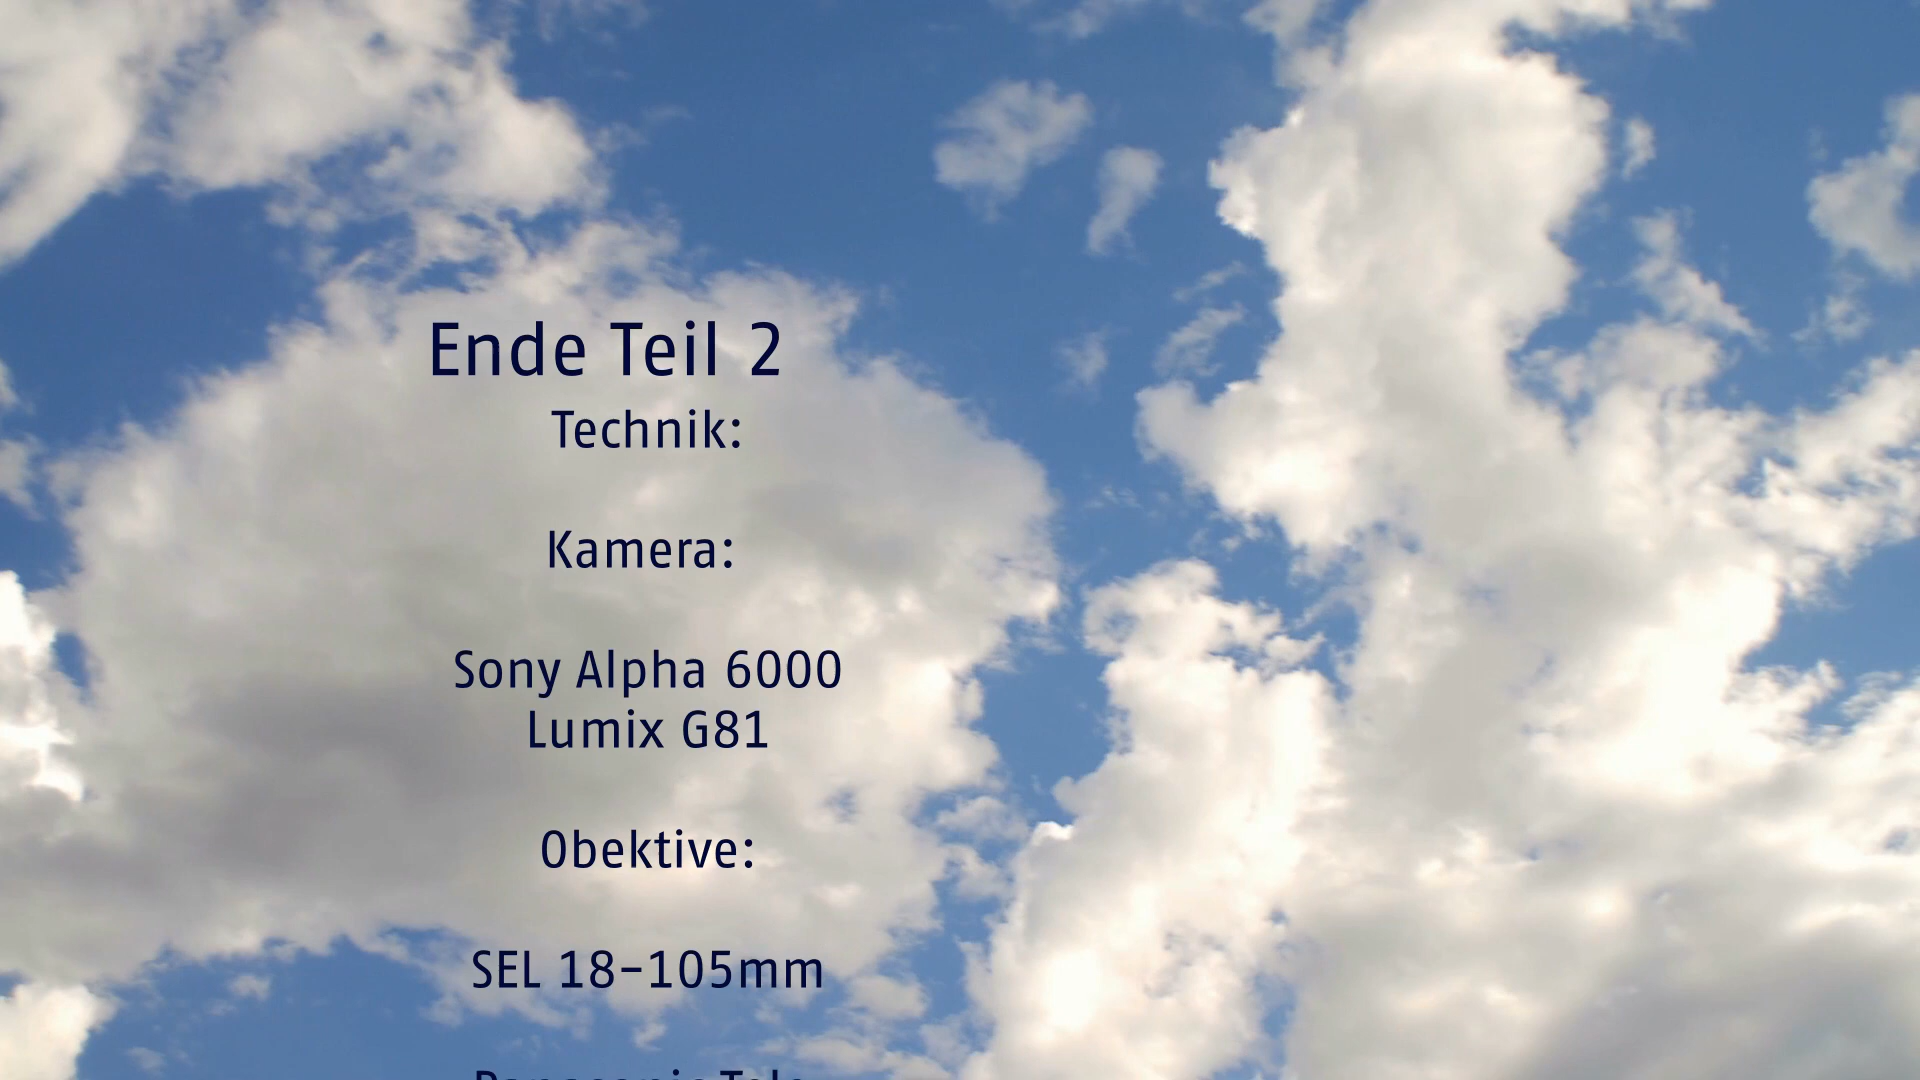 Ende Teil 2
Technik:
Kamera:
Sony Alpha 6000
Lumix G81
Obektive:
SEL 18-105mm